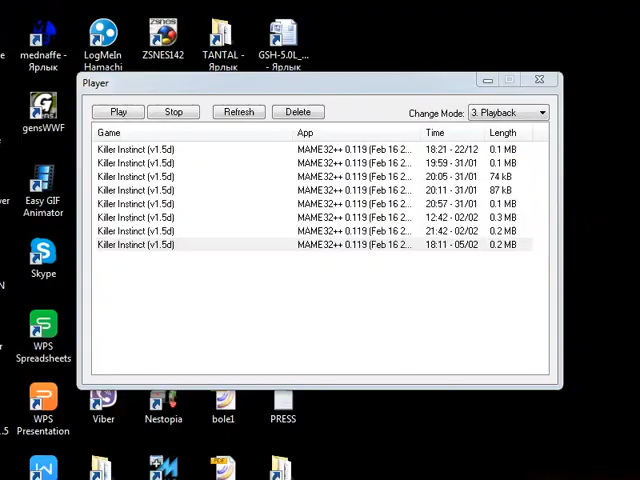 mednaffe - Ярлык
LogMeIn Hamachi
ZSNES142
TANTAL - Ярлык
GSH-5.0L_... - Ярлык
Player
Play
Stop
Refresh
Delete
Change Mode:
3. Playback
Game App Time Length
Killer Instinct (v1.5d) MAME32++ 0.119 (Feb 16 2... 18:21 - 22/12 0.1 MB
Killer Instinct (v1.5d) MAME32++ 0.119 (Feb 16 2... 19:59 - 31/01 0.1 MB
Killer Instinct (v1.5d) MAME32++ 0.119 (Feb 16 2... 20:05 - 31/01 74 kB
Killer Instinct (v1.5d) MAME32++ 0.119 (Feb 16 2... 20:11 - 31/01 87 kB
Killer Instinct (v1.5d) MAME32++ 0.119 (Feb 16 2... 20:57 - 31/01 0.1 MB
Killer Instinct (v1.5d) MAME32++ 0.119 (Feb 16 2... 12:42 - 02/02 0.3 MB
Killer Instinct (v1.5d) MAME32++ 0.119 (Feb 16 2... 21:42 - 02/02 0.2 MB
Killer Instinct (v1.5d) MAME32++ 0.119 (Feb 16 2... 18:11 - 05/02 0.2 MB
gensWWF
Easy GIF
Animator
Skype
WPS
Spreadsheets
WPS
Presentation
Viber
Nestopia
bole1
PRESS